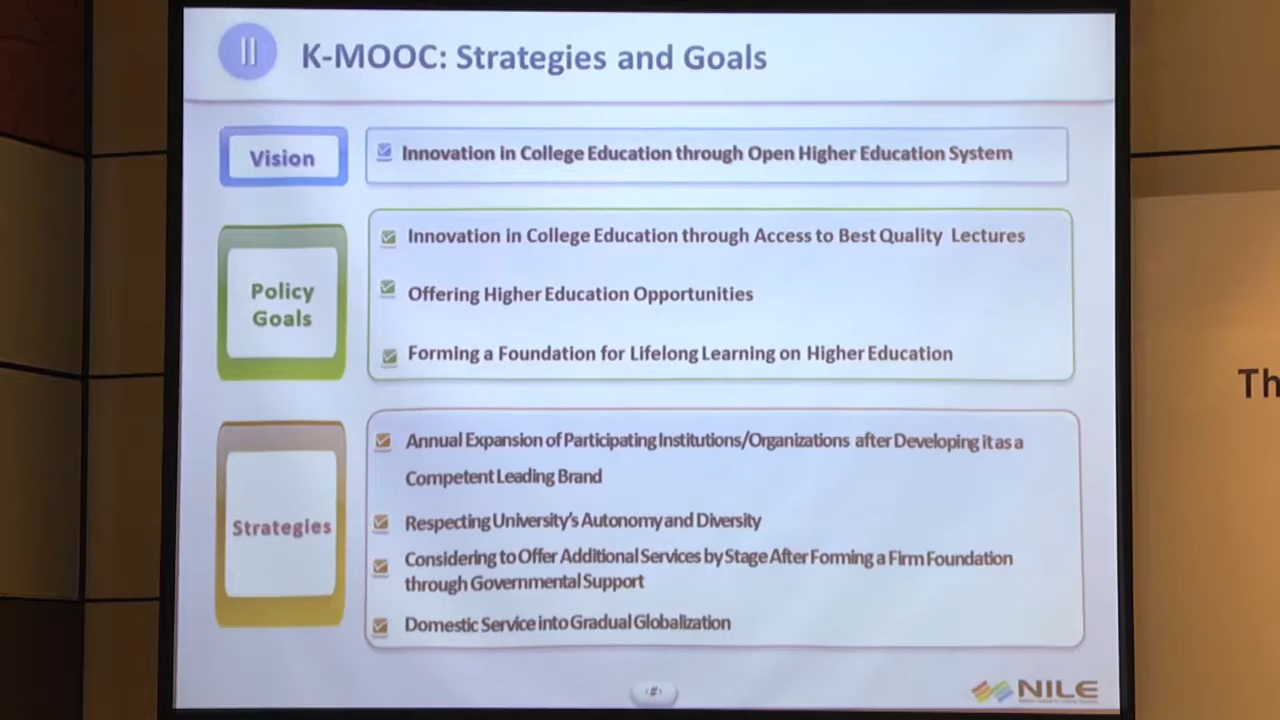 II
K-MOOC: Strategies and Goals
Vision
Innovation in College Education through Open Higher Education System
Policy
Goals
Innovation in College Education through Access to Best Quality Lectures
Offering Higher Education Opportunities
Forming a Foundation for Lifelong Learning on Higher Education
Strategies
Annual Expansion of Participating Institutions/Organizations after Developing it as a
Competent Leading Brand
Respecting University's Autonomy and Diversity
Considering to Offer Additional Services by Stage After Forming a Firm Foundation
through Governmental Support
Domestic Service into Gradual Globalization
NILE
Th